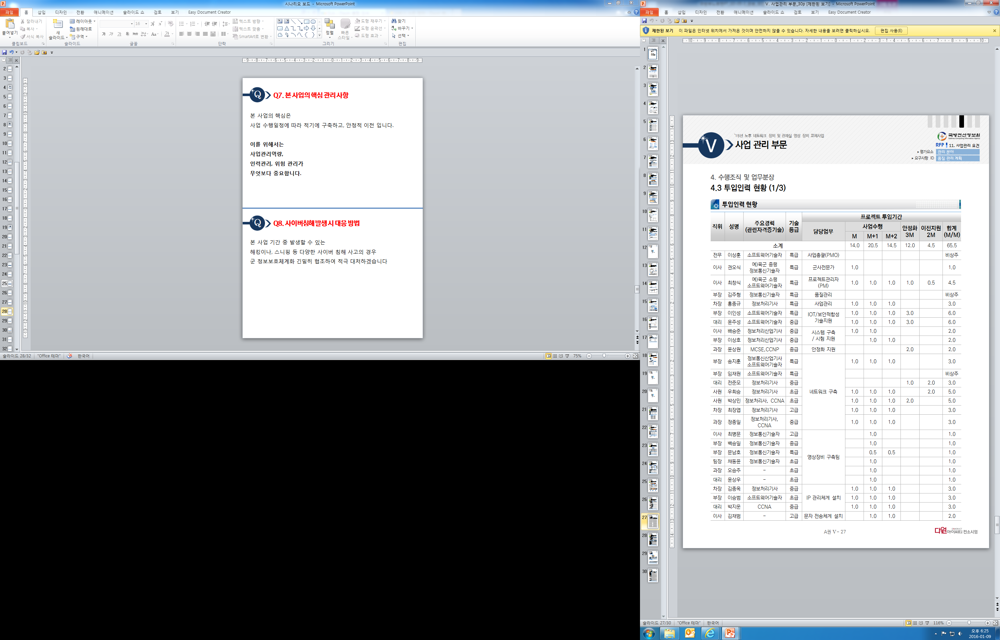 시나리오 보드 - Microsoft PowerPoint
파일 홈 삽입 디자인 전환 애니메이션 슬라이드 쇼 검토 보기 Easy Document Creator
붙여넣기
잘라내기
복사
서식 복사
클립보드
새 슬라이드
레이아웃
원래대로
구역
슬라이드
16
글꼴
텍스트 방향
텍스트 맞춤
SmartArt로 변환
단락
정렬
빠른 스타일
도형 채우기
도형 윤곽선
도형 효과
그리기
찾기
바꾸기
선택
편집
Q Q7. 본 사업의 핵심 관리 사항
본 사업의 핵심은
사업 수행일정에 따라 적기에 구축하고, 안정적 이전 입니다.
이를 위해서는
사업관리역량,
인력관리, 위험 관리가
무엇보다 중요합니다.
Q Q8. 사이버침해 발생 시 대응 방법
본 사업 기간 중 발생할 수 있는
해킹이나, 스니핑 등 다양한 사이버 침해 사고의 경우
군 정보보호체계화 긴밀히 협조하여 적극 대처하겠습니다
슬라이드 28/32 "Office 테마" 한국어 75%
V. 사업관리 부문_30p [제한된 보기] - Microsoft PowerPoint
파일 홈 삽입 디자인 전환 애니메이션 슬라이드 쇼 검토 보기 Easy Document Creator
제한된 보기 이 파일은 인터넷 위치에서 가져온 것이며 안전하지 않을 수 있습니다. 자세한 내용을 보려면 클릭하십시오. 편집 사용(E)
'15년 노후 네트워크 장비 및 관제실 영상 장비 교체사업
V 사업 관리 부문
국방전산정보원
Defense Computing Information Agency
RFP 11. 사업관리 요건
▸평가요소 관리 분야
▸요구사항 ID 품질 관리 계획
4. 수행조직 및 업무분장
4.3 투입인력 현황 (1/3)
투입인력 현황
직위 성명 주요경력 (관련자격증기술) 기술등급 프로젝트 투입기간
담당업무 사업수행 안정화 3M 이전지원 2M 합계 (M/M)
M M+1 M+2
소계 14.0 20.5 14.5 12.0 4.5 65.5
전무 이상훈 소프트웨어기술자 특급 사업총괄(PMO) 비상주
이사 권오식 예)육군 중령 정보통신기술자 특급 군사전문가 1.0 1.0
이사 최창식 예)육군 소령 소프트웨어기술자 특급 프로젝트관리자 (PM) 1.0 1.0 1.0 1.0 0.5 4.5
부장 김주형 정보통신기술자 특급 품질관리 비상주
차장 홍종규 정보처리기사 특급 사업관리 1.0 1.0 1.0 3.0
부장 이인성 소프트웨어기술자 특급 IOT/보안적합성 기술지원 1.0 1.0 1.0 3.0 6.0
대리 윤주성 소프트웨어기술자 중급 1.0 1.0 1.0 3.0 6.0
이사 배승준 정보처리산업기사 중급 시스템 구축 / 시험 지원 1.0 1.0 2.0
부장 이상호 정보처리산업기사 중급 1.0 1.0 2.0
과장 윤상원 MCSE.CCNP 중급 안정화 지원 2.0 2.0
부장 송지훈 정보통신산업기사 소프트웨어기술자 특급 네트워크 구축 1.0 1.0 1.0 3.0
부장 임재원 소프트웨어기술자 특급 비상주
대리 전준모 정보처리기사 중급 1.0 2.0 3.0
사원 우희승 정보처리기사 초급 1.0 1.0 1.0 2.0 5.0
사원 박상민 정보처리사, CCNA 초급 1.0 1.0 1.0 2.0 5.0
차장 최장엽 정보처리기사 고급 1.0 1.0 1.0 3.0
과장 정종일 정보처리기사, CCNA 중급 1.0 1.0 1.0 3.0
이사 최병문 정보통신기술자 고급 영상장비 구축팀 1.0 1.0
부장 백승일 정보통신기술자 중급 1.0 1.0
부장 문남호 정보통신기술자 특급 0.5 0.5 1.0
팀장 채동윤 정보통신기술자 초급 1.0 1.0
과장 오승주 - 초급 1.0 1.0
대리 윤상우 - 초급 1.0 1.0
차장 김종옥 정보처리기사 중급 IP 관리체계 설치 1.0 1.0 1.0 3.0
부장 이승범 소프트웨어기술자 초급 1.0 1.0 1.0 3.0
대리 박지운 CCNA 중급 1.0 1.0 1.0 3.0
이사 김재범 - 고급 문자 전송체계 설치 1.0 1.0 2.0
A권 V- 27
다원아이씨티 컨소시엄
슬라이드 27/30 "Office 테마" 한국어 116%
오후 6:25
2016-01-09